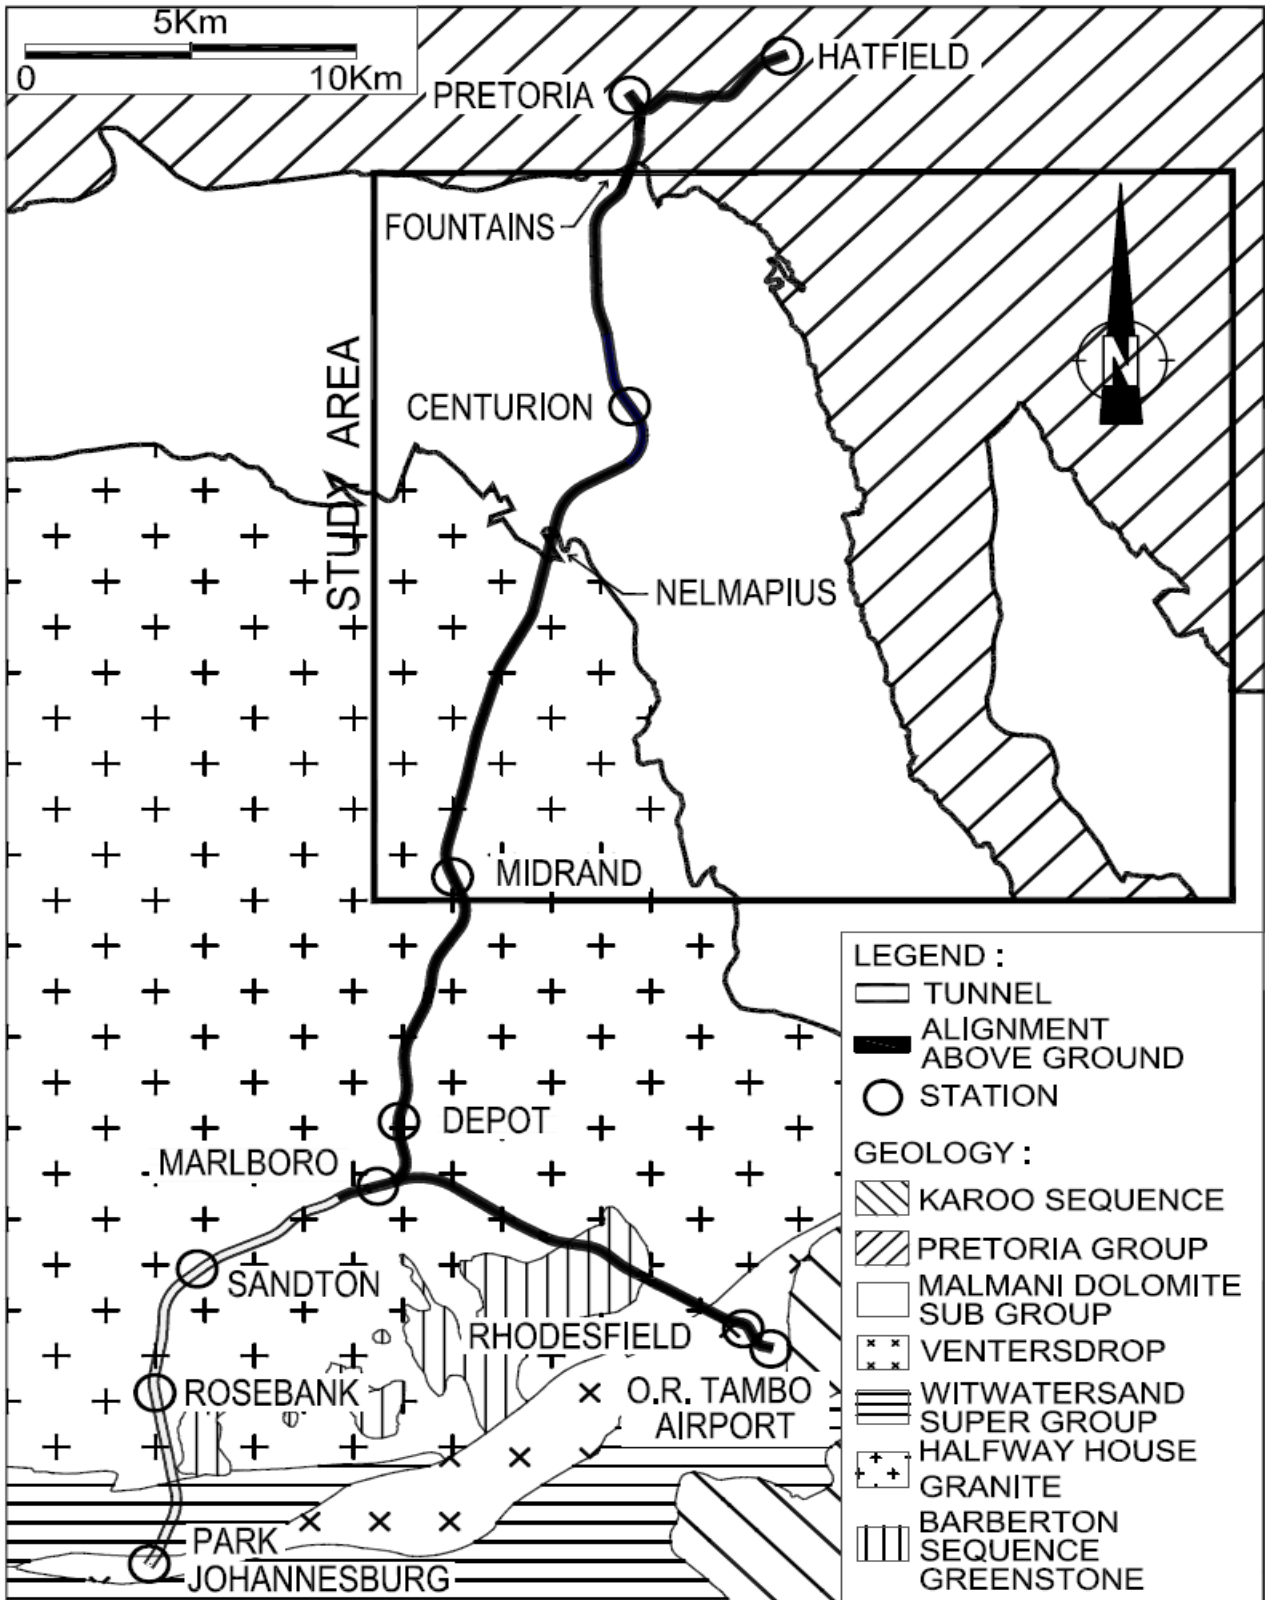 5Km
0
10Km
HATFIELD
PRETORIA
FOUNTAINS
N
STUDY AREA
CENTURION
NELMAPIUS
MIDRAND
DEPOT
MARLBORO
SANDTON
RHODESFIELD
ROSEBANK
O.R. TAMBO
AIRPORT
PARK
JOHANNESBURG
LEGEND :
TUNNEL
ALIGNMENT
ABOVE GROUND
STATION
GEOLOGY :
KAROO SEQUENCE
PRETORIA GROUP
MALMANI DOLOMITE
SUB GROUP
VENTERSDROP
WITWATERSAND
SUPER GROUP
HALFWAY HOUSE
GRANITE
BARBERTON
SEQUENCE
GREENSTONE